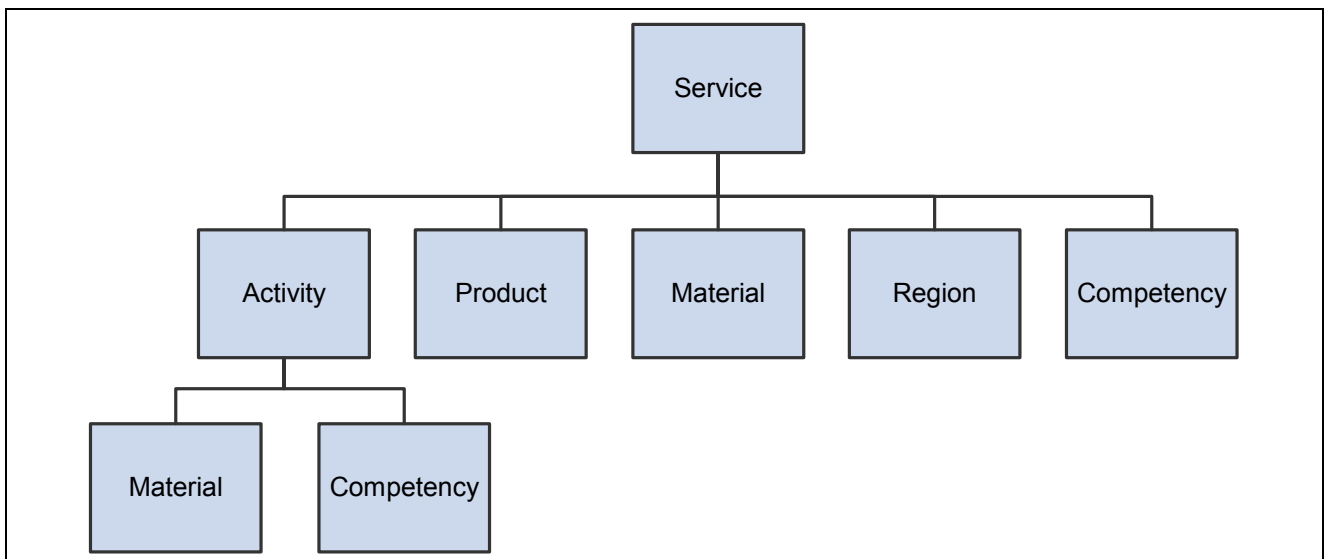 Service
Activity
Product
Material
Region
Competency
Material
Competency